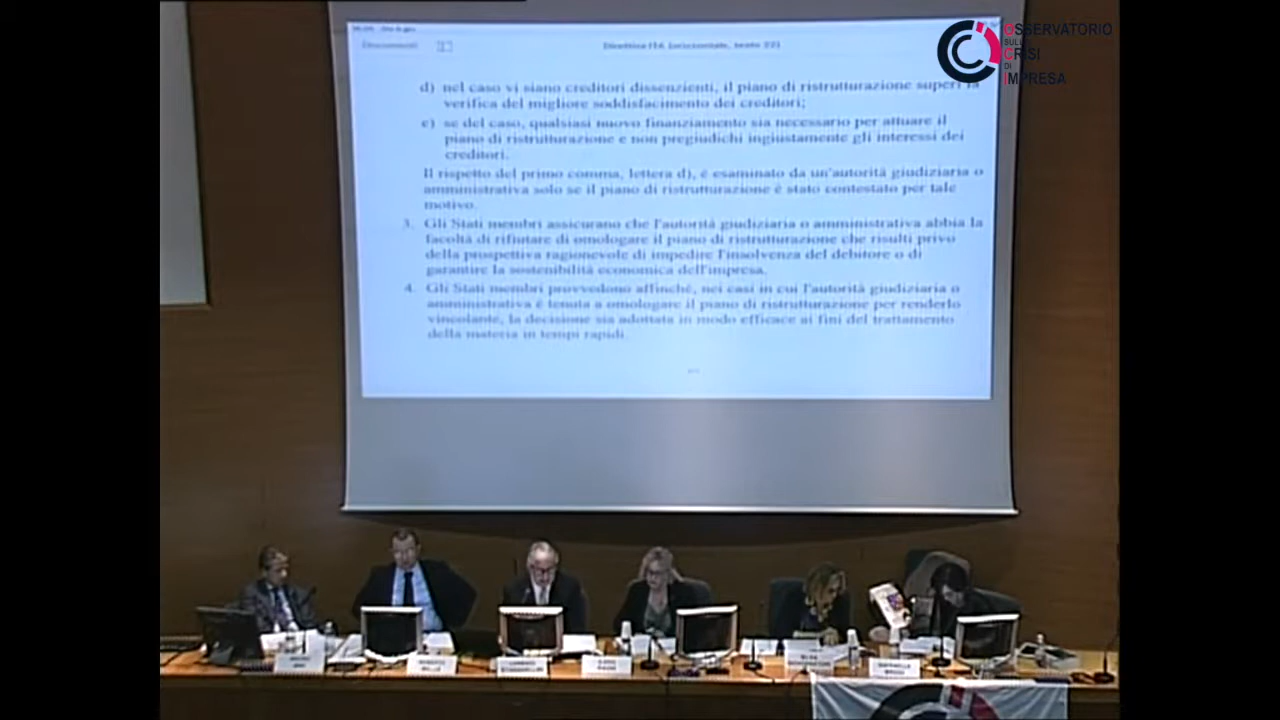 OSSERVATORIO
SULLE
CRISI
DI
IMPRESA
Direttiva ITA
d) nel caso vi siano creditori dissenzienti, il piano di ristrutturazione superi la
verifica del migliore soddisfacimento dei creditori;
e) se del caso, qualsiasi nuovo finanziamento sia necessario per attuare il
piano di ristrutturazione e non pregiudichi ingiustamente gli interessi dei
creditori.
Il rispetto del primo comma, lettera d), è esaminato da un'autorità giudiziaria o
amministrativa solo se il piano di ristrutturazione è stato contestato per tale
motivo.
3. Gli Stati membri assicurano che l'autorità giudiziaria o amministrativa abbia la
facoltà di rifiutare di omologare il piano di ristrutturazione che risulti privo
della prospettiva ragionevole di impedire l'insolvenza del debitore o di
garantire la sostenibilità economica dell'impresa.
4. Gli Stati membri provvedono affinché, nei casi in cui l'autorità giudiziaria o
amministrativa è tenuta a omologare il piano di ristrutturazione per renderlo
vincolante, la decisione sia adottata in modo efficace ai fini del trattamento
della materia in tempi rapidi.